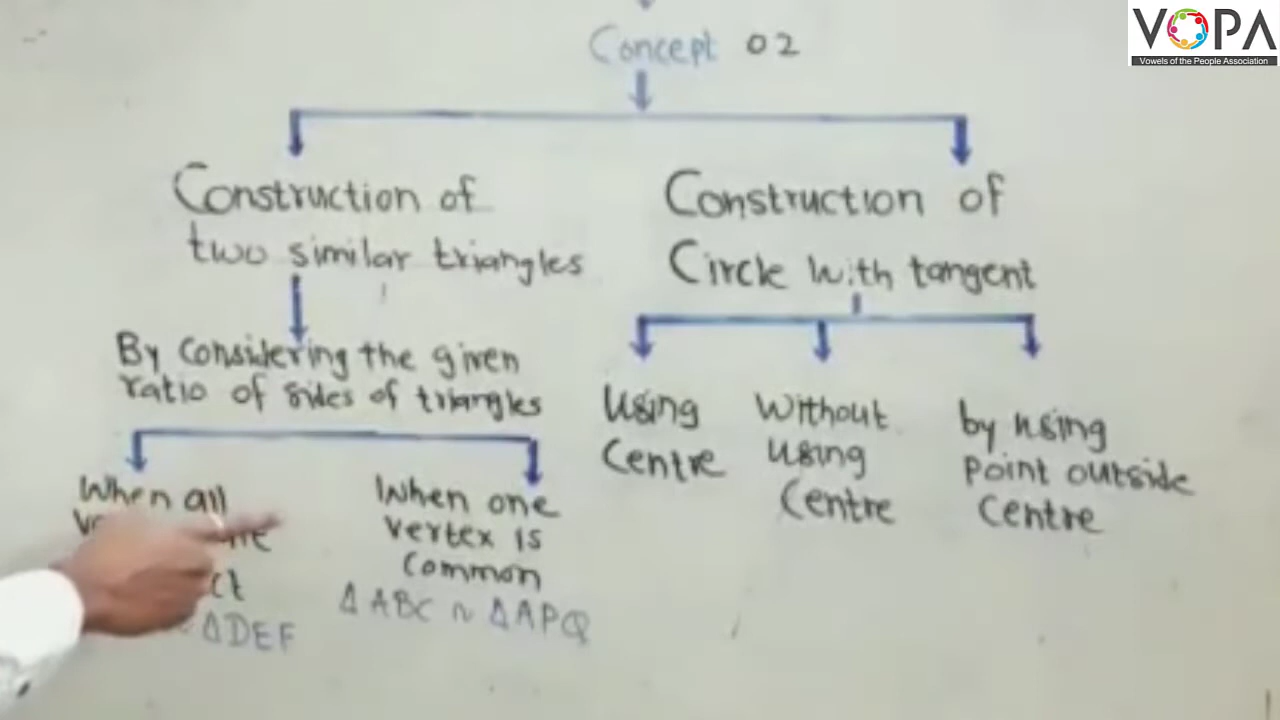 VOPA
Vowels of the People Association
Concept 02
Construction of
two similar triangles
By Considering the given
ratio of sides of triangles
When all
ΔDEF
When one
vertex is
Common
Δ ABC ~ Δ APQ
Construction of
Circle With tangent
Using
Centre
Without
using
Centre
by using
Point outside
Centre